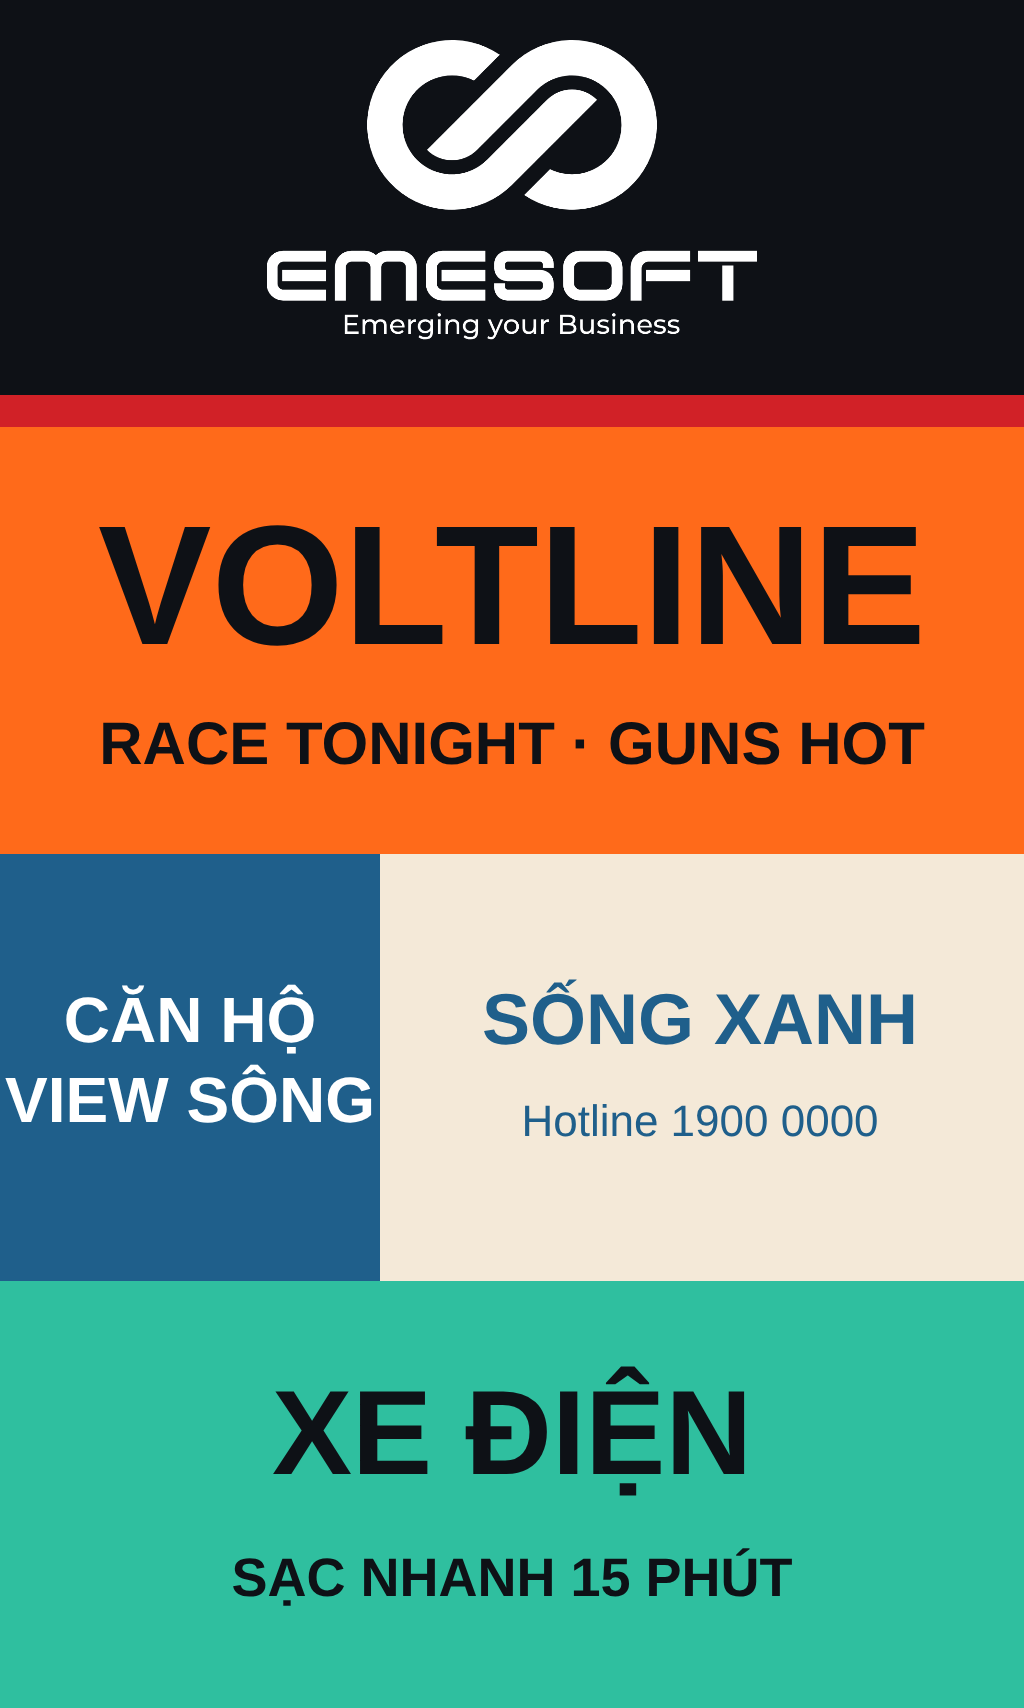 EMESOFT
Emerging your Business
VOLTLINE
RACE TONIGHT · GUNS HOT
CĂN HỘ
VIEW SÔNG
SỐNG XANH
Hotline 1900 0000
XE ĐIỆN
SẠC NHANH 15 PHÚT